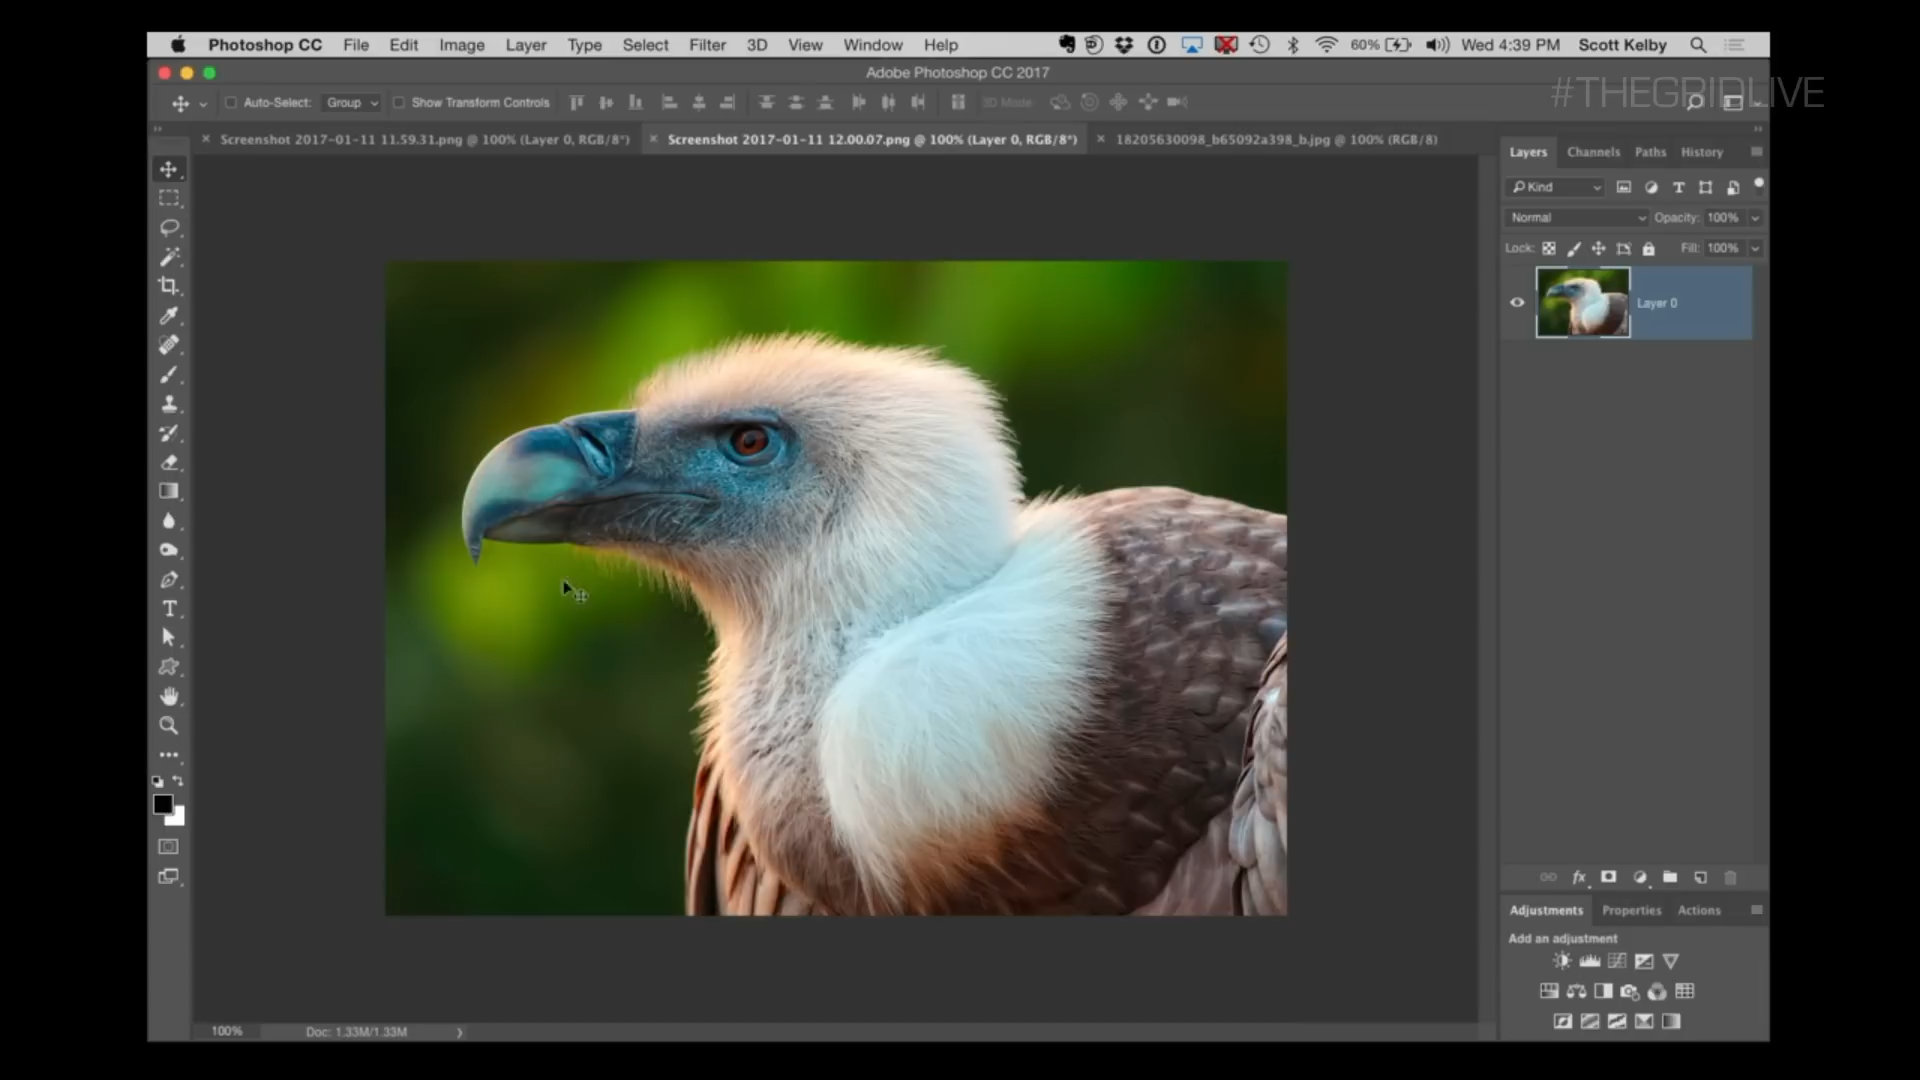 Photoshop CC File Edit Image Layer Type Select Filter 3D View Window Help 60% Wed 4:39 PM Scott Kelby
Adobe Photoshop CC 2017
#THEGRIDLIVE
Auto-Select: Group Show Transform Controls 3D Mode:
Screenshot 2017-01-11 11.59.31.png @ 100% (Layer 0, RGB/8*) Screenshot 2017-01-11 12.00.07.png @ 100% (Layer 0, RGB/8*) 18205630098_b65092a398_b.jpg @ 100% (RGB/8)
Layers Channels Paths History
Kind
Normal Opacity: 100%
Lock: Fill: 100%
Layer 0
Adjustments Properties Actions
Add an adjustment
100% Doc: 1.33M/1.33M